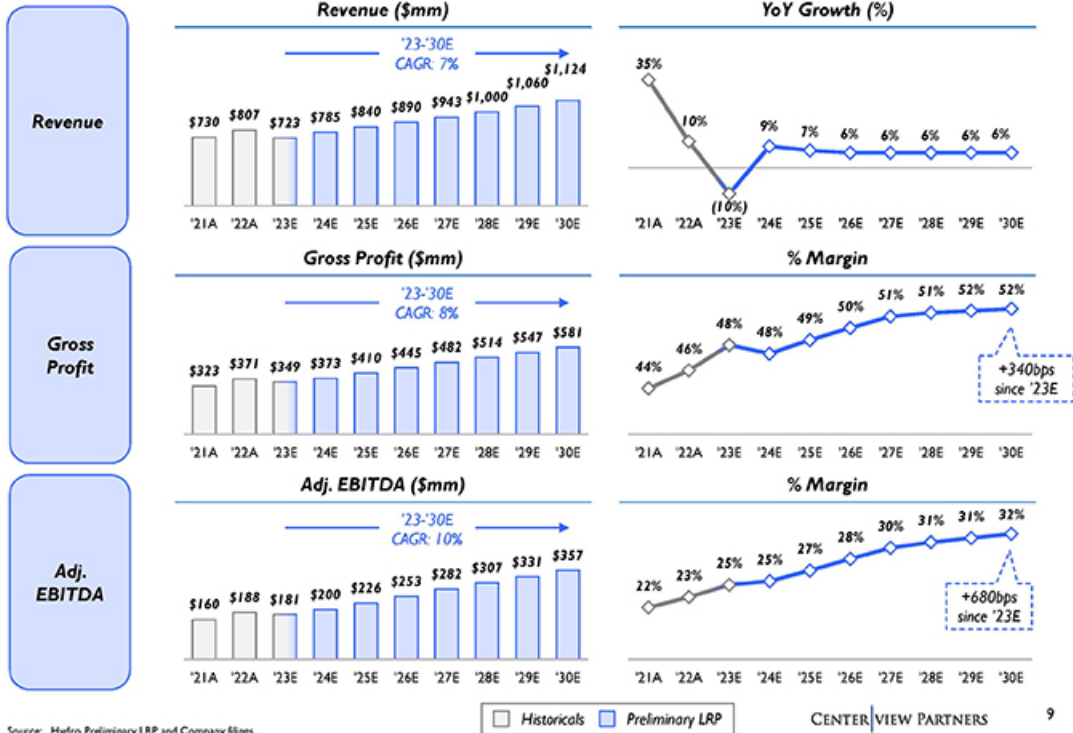 Revenue ($mm)
YoY Growth (%)
Revenue
'23-'30E
CAGR: 7%
$730 $807 $723 $785 $840 $890 $943 $1,000 $1,060 $1,124
'21A '22A '23E '24E '25E '26E '27E '28E '29E '30E
35% 10% (10%) 9% 7% 6% 6% 6% 6% 6%
'21A '22A '23E '24E '25E '26E '27E '28E '29E '30E
Gross Profit ($mm)
% Margin
Gross
Profit
'23-'30E
CAGR: 8%
$323 $371 $349 $373 $410 $445 $482 $514 $547 $581
'21A '22A '23E '24E '25E '26E '27E '28E '29E '30E
44% 46% 48% 48% 49% 50% 51% 51% 52% 52%
+340bps
since '23E
'21A '22A '23E '24E '25E '26E '27E '28E '29E '30E
Adj. EBITDA ($mm)
% Margin
Adj.
EBITDA
'23-'30E
CAGR: 10%
$160 $188 $181 $200 $226 $253 $282 $307 $331 $357
'21A '22A '23E '24E '25E '26E '27E '28E '29E '30E
22% 23% 25% 25% 27% 28% 30% 31% 31% 32%
+680bps
since '23E
'21A '22A '23E '24E '25E '26E '27E '28E '29E '30E
Historicals Preliminary LRP
CENTERVIEW PARTNERS
9
Source: Hydro Preliminary LRP and Company filings